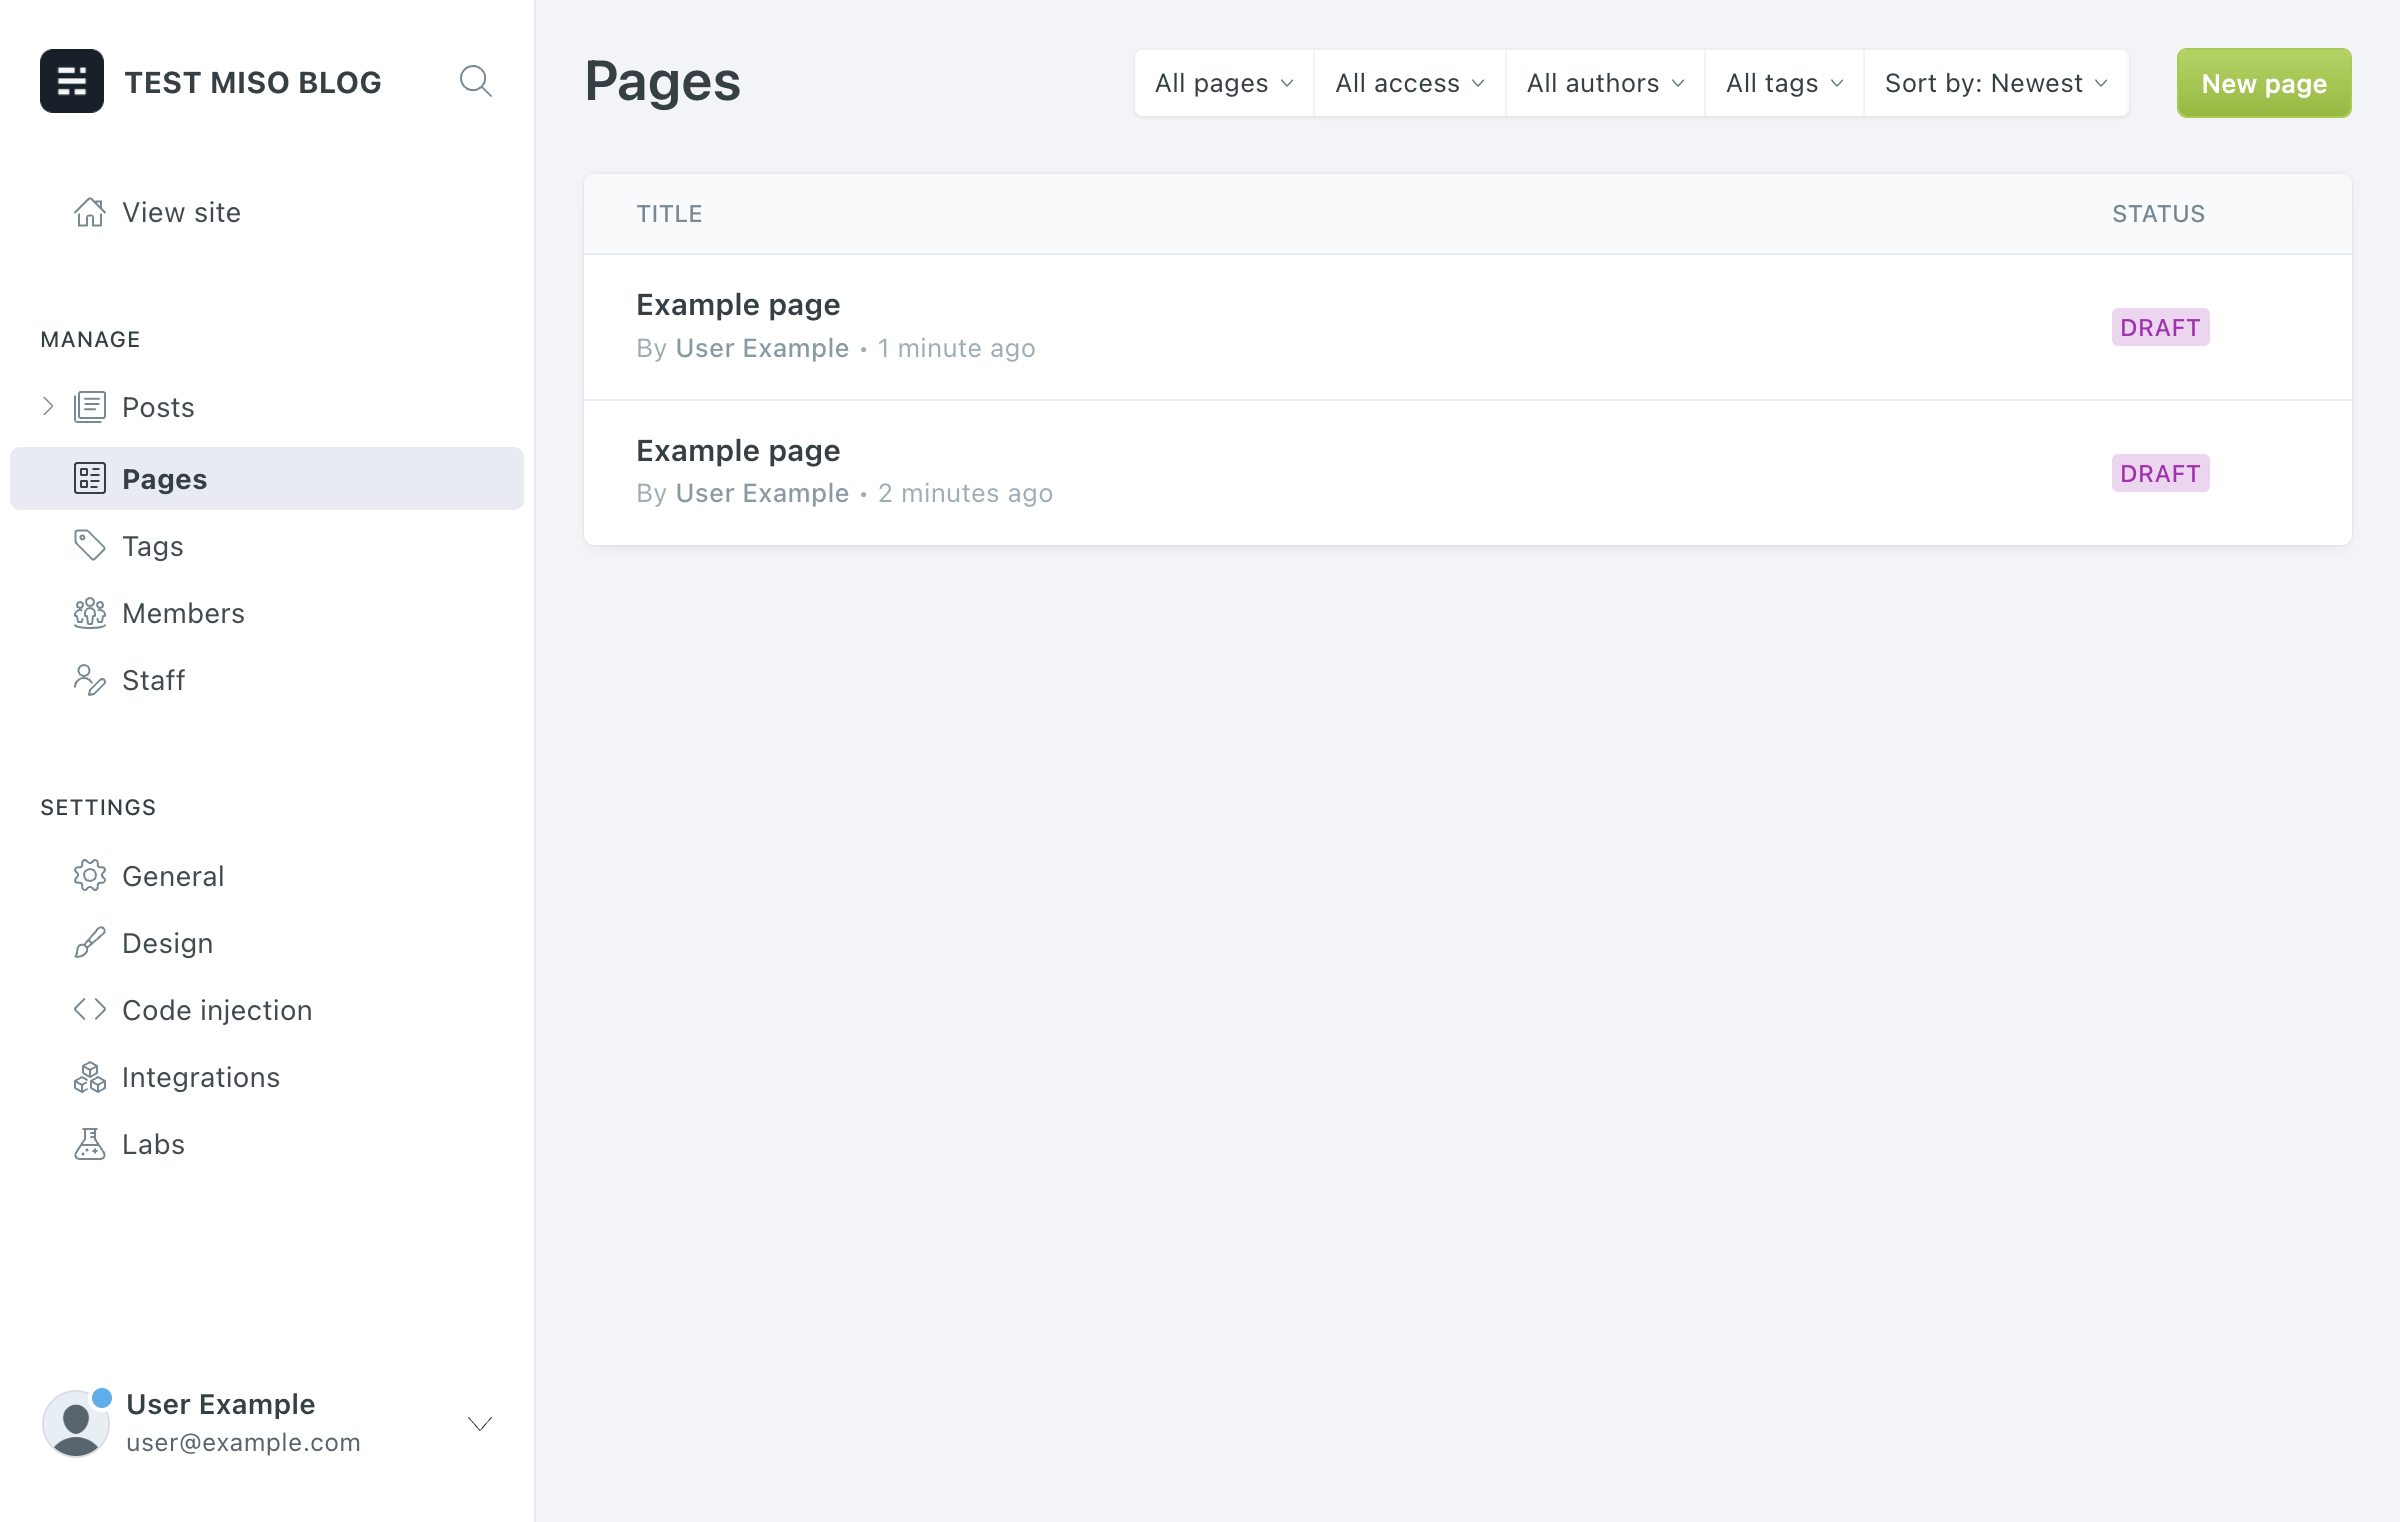 TEST MISO BLOG
View site
MANAGE
Posts
Pages
Tags
Members
Staff
SETTINGS
General
Design
Code injection
Integrations
Labs
User Example
user@example.com
Pages
All pages
All access
All authors
All tags
Sort by: Newest
New page
TITLE
STATUS
Example page
By User Example • 1 minute ago
DRAFT
Example page
By User Example • 2 minutes ago
DRAFT